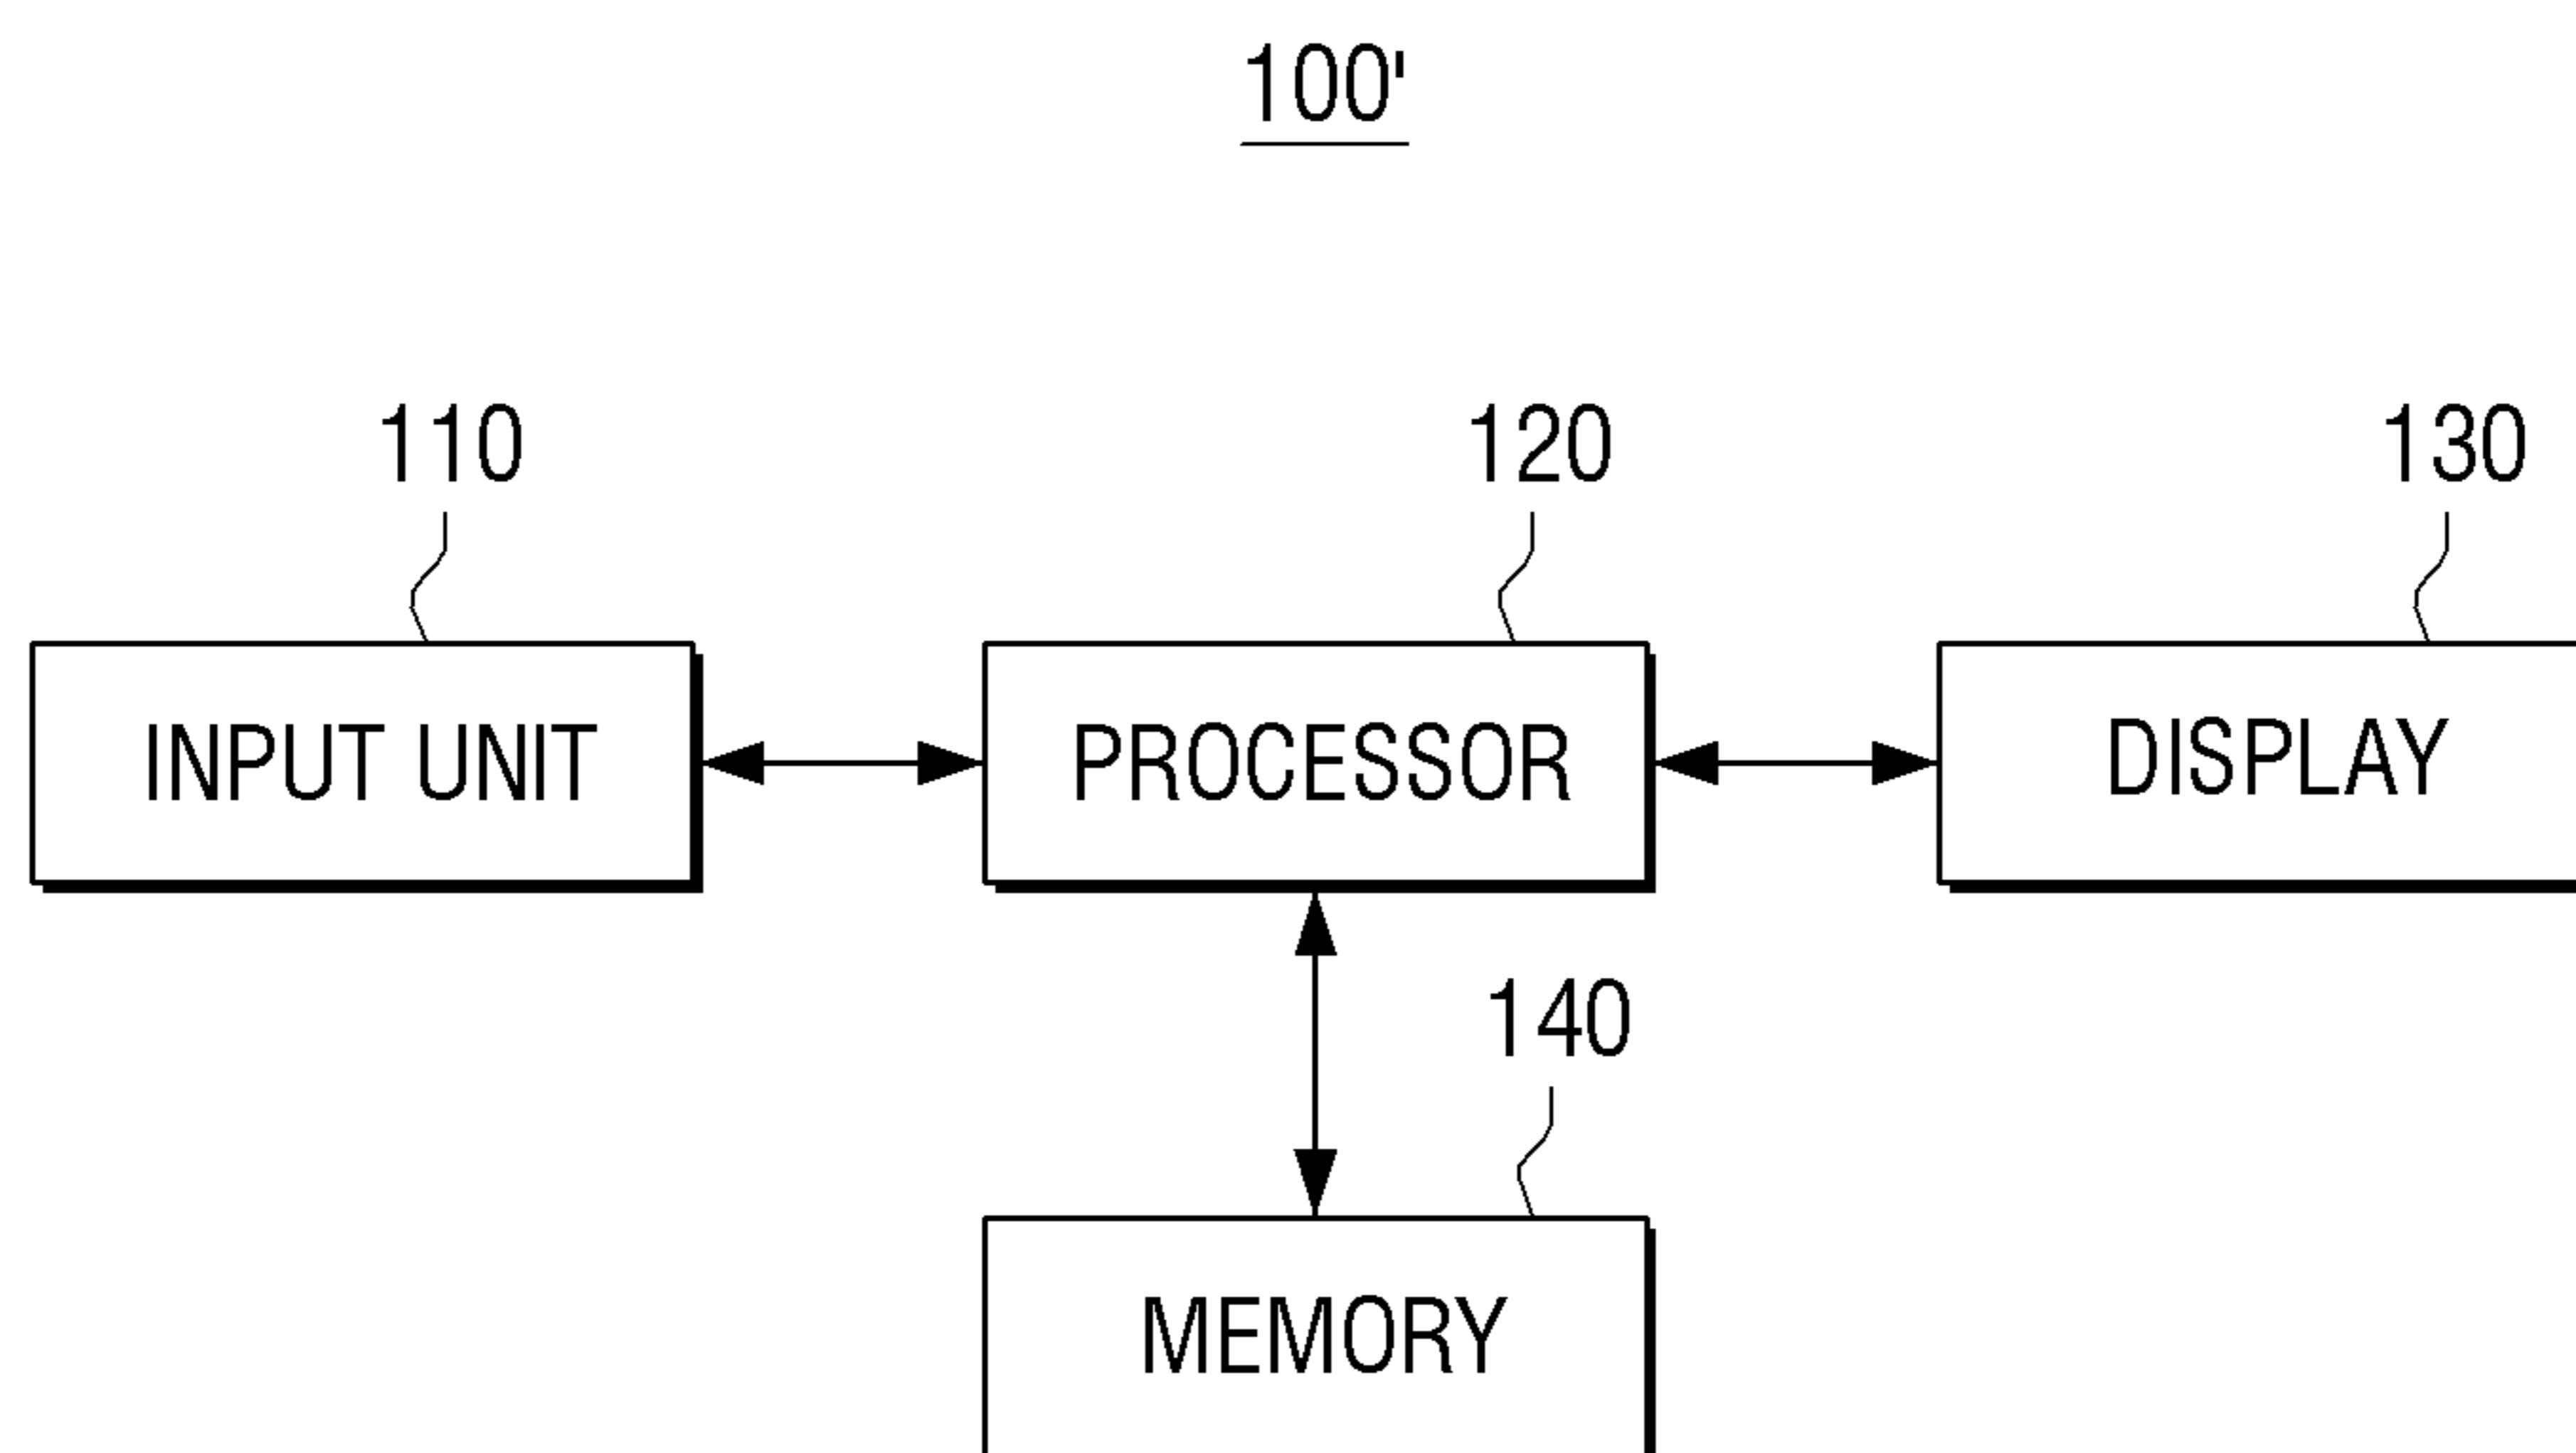 100'
110
120
130
INPUT UNIT
PROCESSOR
DISPLAY
140
MEMORY